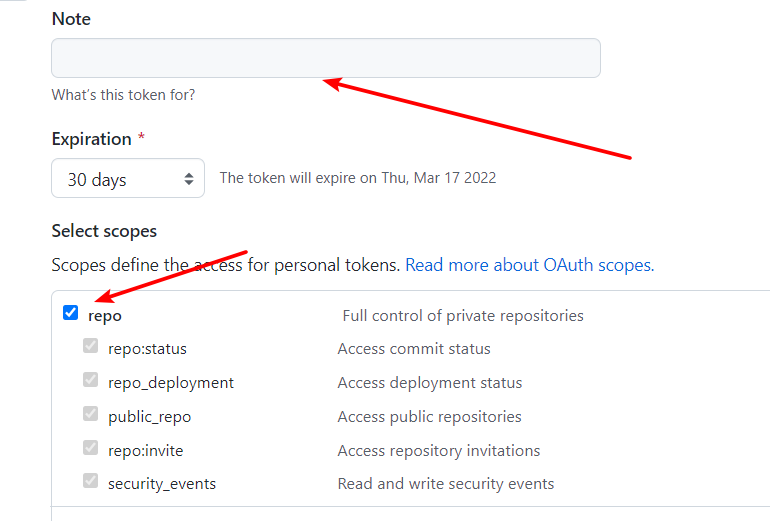 Note
What's this token for?
Expiration *
30 days The token will expire on Thu, Mar 17 2022
Select scopes
Scopes define the access for personal tokens. Read more about OAuth scopes.
repo Full control of private repositories
repo:status Access commit status
repo_deployment Access deployment status
public_repo Access public repositories
repo:invite Access repository invitations
security_events Read and write security events